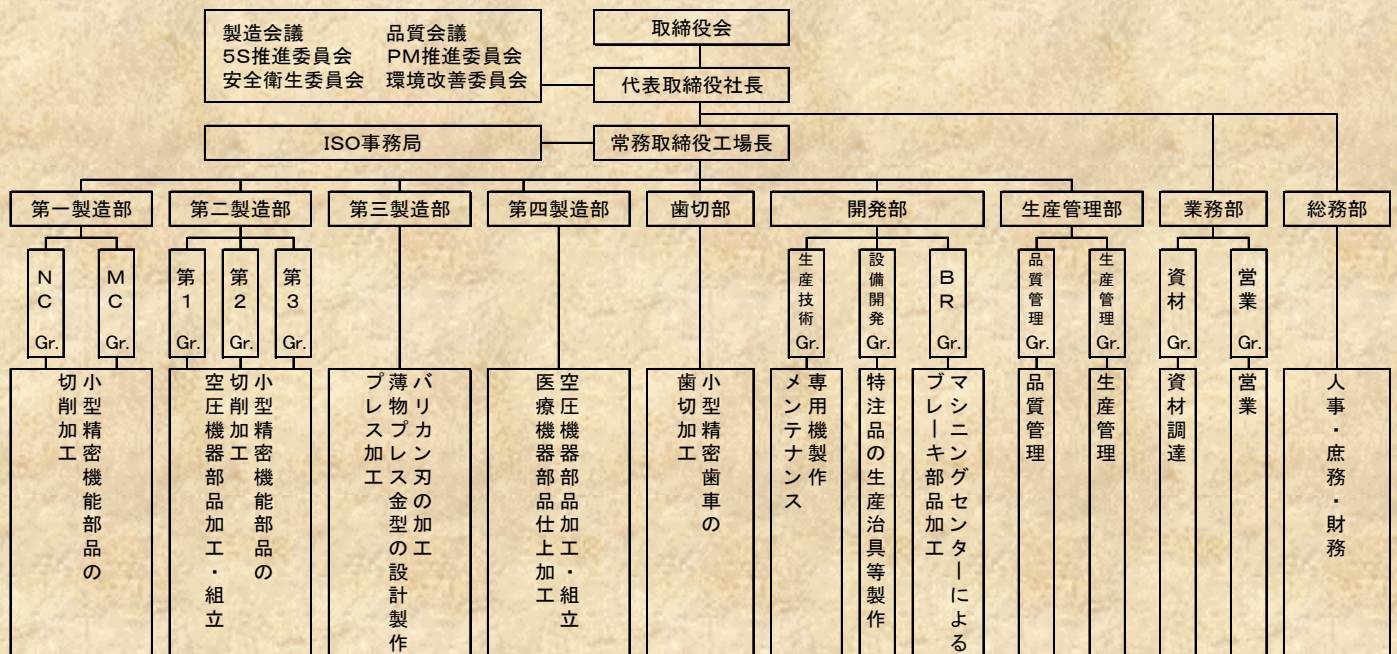 製造会議 品質会議
5S推進委員会 PM推進委員会
安全衛生委員会 環境改善委員会
取締役会
代表取締役社長
ISO事務局
常務取締役工場長
第一製造部
第二製造部
第三製造部
第四製造部
歯切部
開発部
生産管理部
業務部
総務部
NC Gr.
MC Gr.
第1 Gr.
第2 Gr.
第3 Gr.
生産技術 Gr.
設備開発 Gr.
BR Gr.
品質管理 Gr.
生産管理 Gr.
資材 Gr.
営業 Gr.
小型精密機能部品の
切削加工
小型精密機能部品の
切削加工
空圧機器部品加工・組立
バリカン刃の加工
薄物プレス金型の設計製作
プレス加工
空圧機器部品加工・組立
医療機器部品仕上加工
小型精密歯車の
歯切加工
専用機製作
メンテナンス
特注品の生産治具等製作
マシニングセンターによる
ブレーキ部品加工
品質管理
生産管理
資材調達
営業
人事・庶務・財務